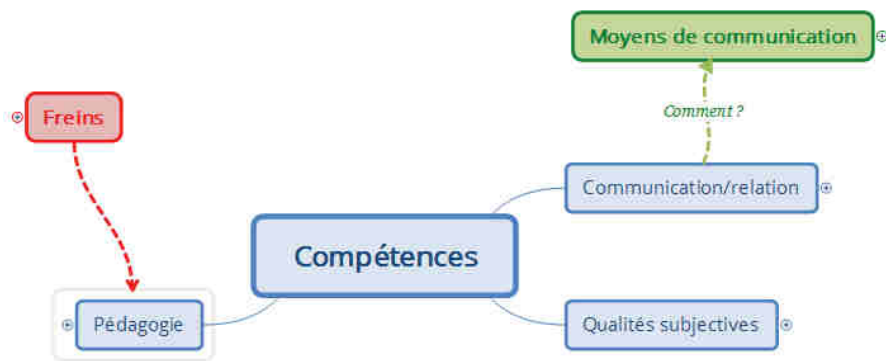 Moyens de communication
Freins
Comment ?
Communication/relation
Compétences
Pédagogie
Qualités subjectives